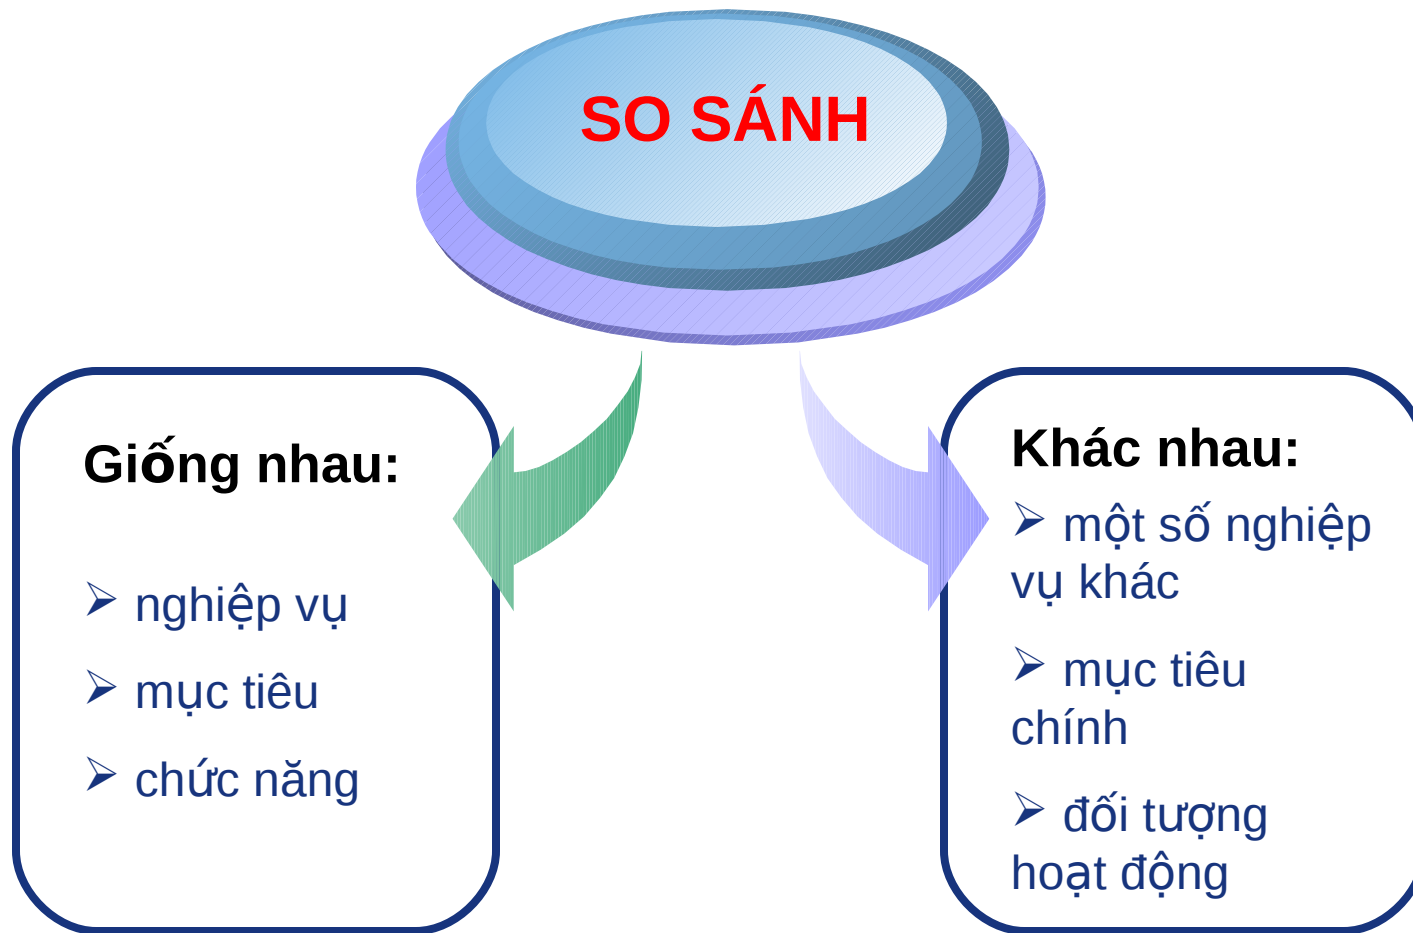 SO SÁNH
Giống nhau:
➢ nghiệp vụ
➢ mục tiêu
➢ chức năng
Khác nhau:
➢ một số nghiệp
vụ khác
➢ mục tiêu
chính
➢ đối tượng
hoạt động